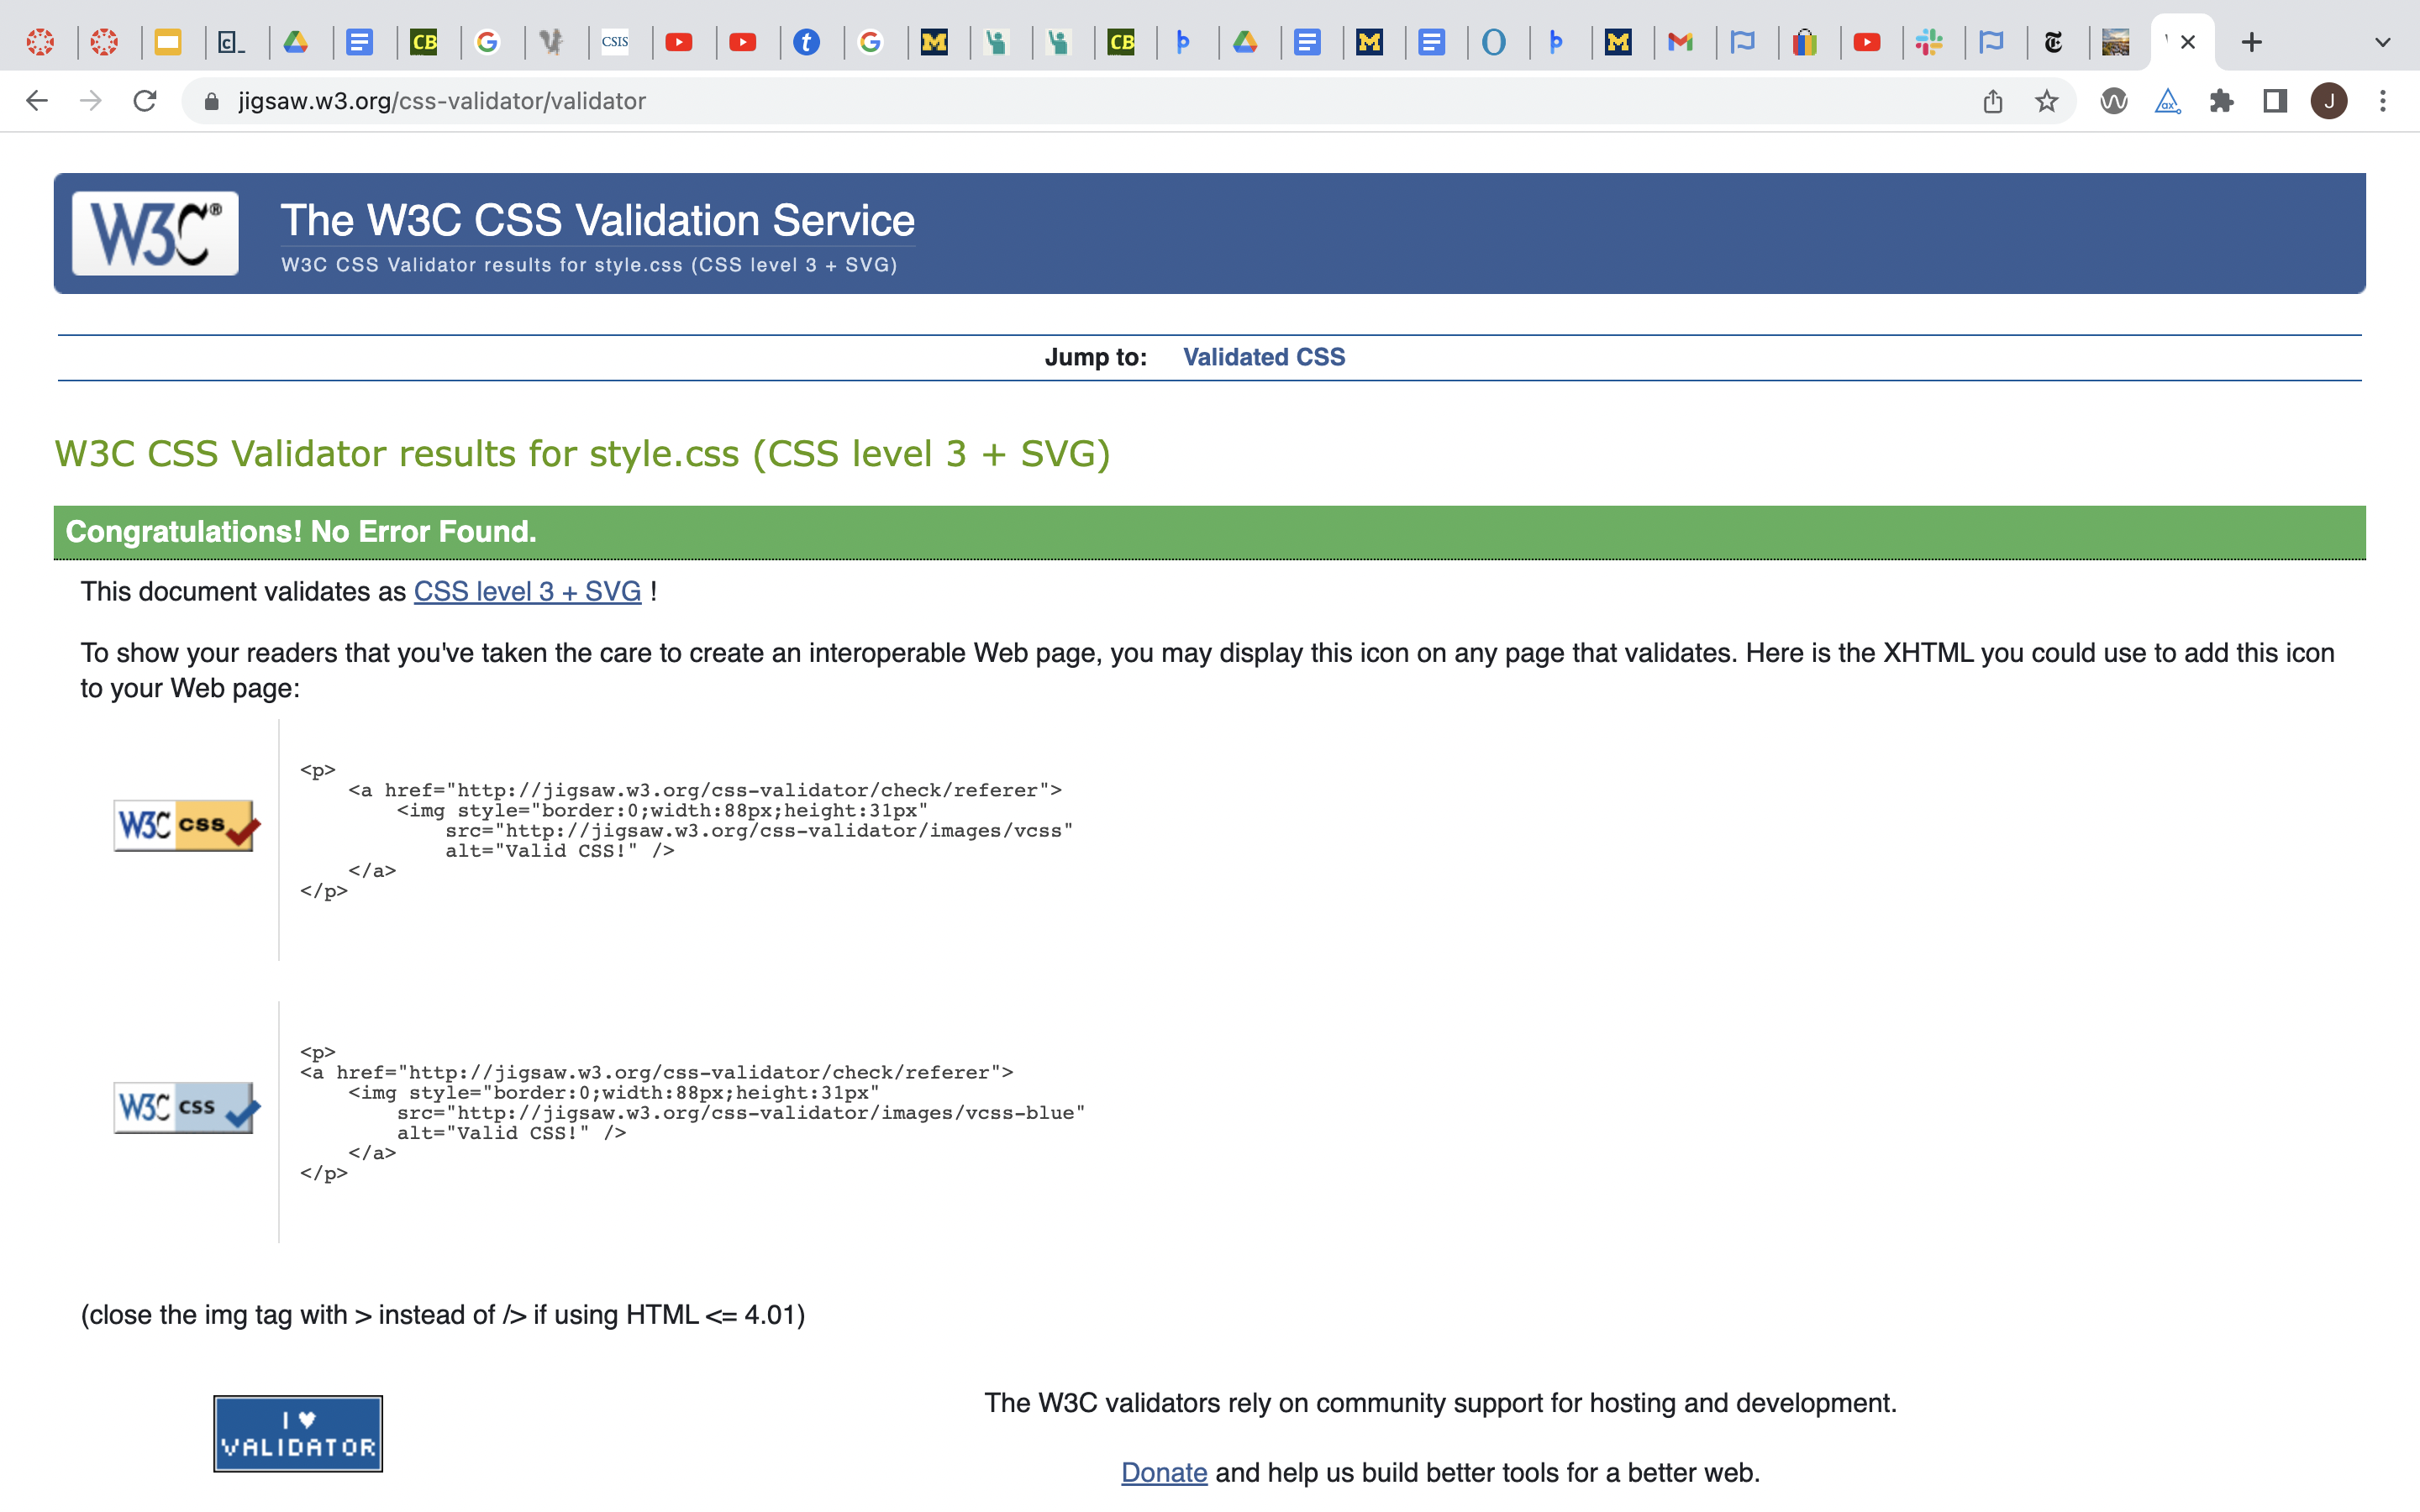 c_
CB
G
CSIS
t
G
M
CB
M
M
jigsaw.w3.org/css-validator/validator
ax
J
W3C®
The W3C CSS Validation Service
W3C CSS Validator results for style.css (CSS level 3 + SVG)
Jump to: Validated CSS
W3C CSS Validator results for style.css (CSS level 3 + SVG)
Congratulations! No Error Found.
This document validates as CSS level 3 + SVG !
To show your readers that you've taken the care to create an interoperable Web page, you may display this icon on any page that validates. Here is the XHTML you could use to add this icon
to your Web page:
W3C css
<p>
<a href="http://jigsaw.w3.org/css-validator/check/referer">
<img style="border:0;width:88px;height:31px"
src="http://jigsaw.w3.org/css-validator/images/vcss"
alt="Valid CSS!" />
</a>
</p>
W3C css
<p>
<a href="http://jigsaw.w3.org/css-validator/check/referer">
<img style="border:0;width:88px;height:31px"
src="http://jigsaw.w3.org/css-validator/images/vcss-blue"
alt="Valid CSS!" />
</a>
</p>
(close the img tag with > instead of /> if using HTML <= 4.01)
I ♥
VALIDATOR
The W3C validators rely on community support for hosting and development.
Donate and help us build better tools for a better web.